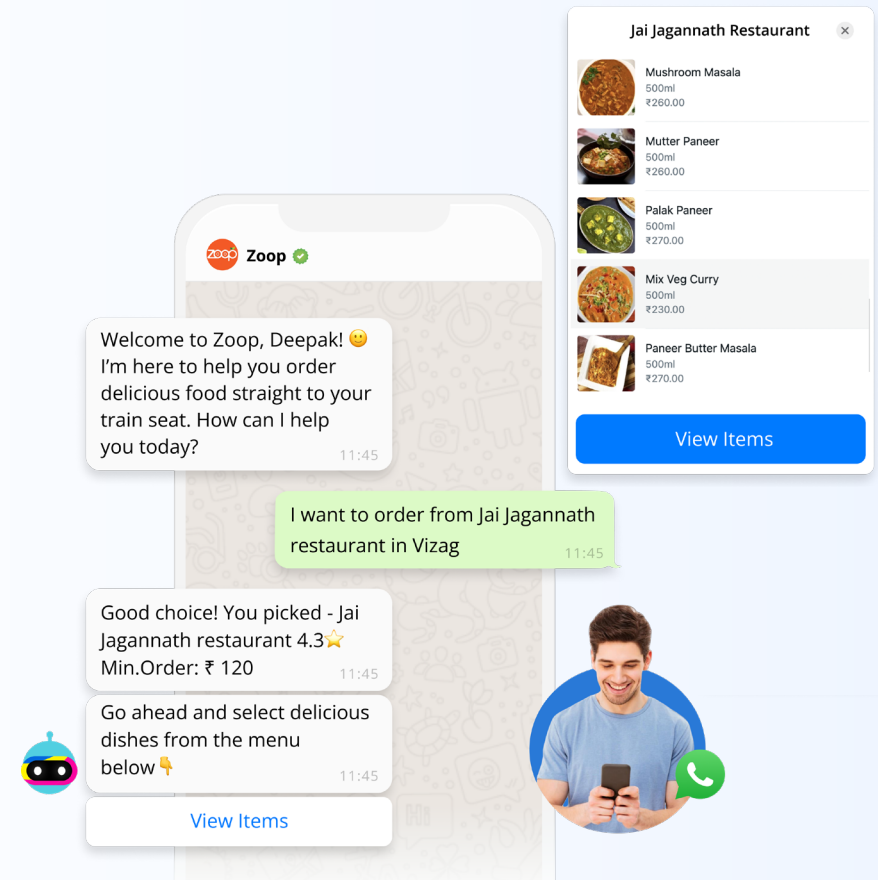 Jai Jagannath Restaurant
Mushroom Masala
500ml
₹260.00
Mutter Paneer
500ml
₹260.00
Palak Paneer
500ml
₹270.00
Mix Veg Curry
500ml
₹230.00
Paneer Butter Masala
500ml
₹270.00
View Items
zoop Zoop
Welcome to Zoop, Deepak! 🙂
I'm here to help you order
delicious food straight to your
train seat. How can I help
you today?
11:45
I want to order from Jai Jagannath
restaurant in Vizag
11:45
Good choice! You picked - Jai
Jagannath restaurant 4.3⭐
Min.Order: ₹ 120
11:45
Go ahead and select delicious
dishes from the menu
below👇
11:45
View Items